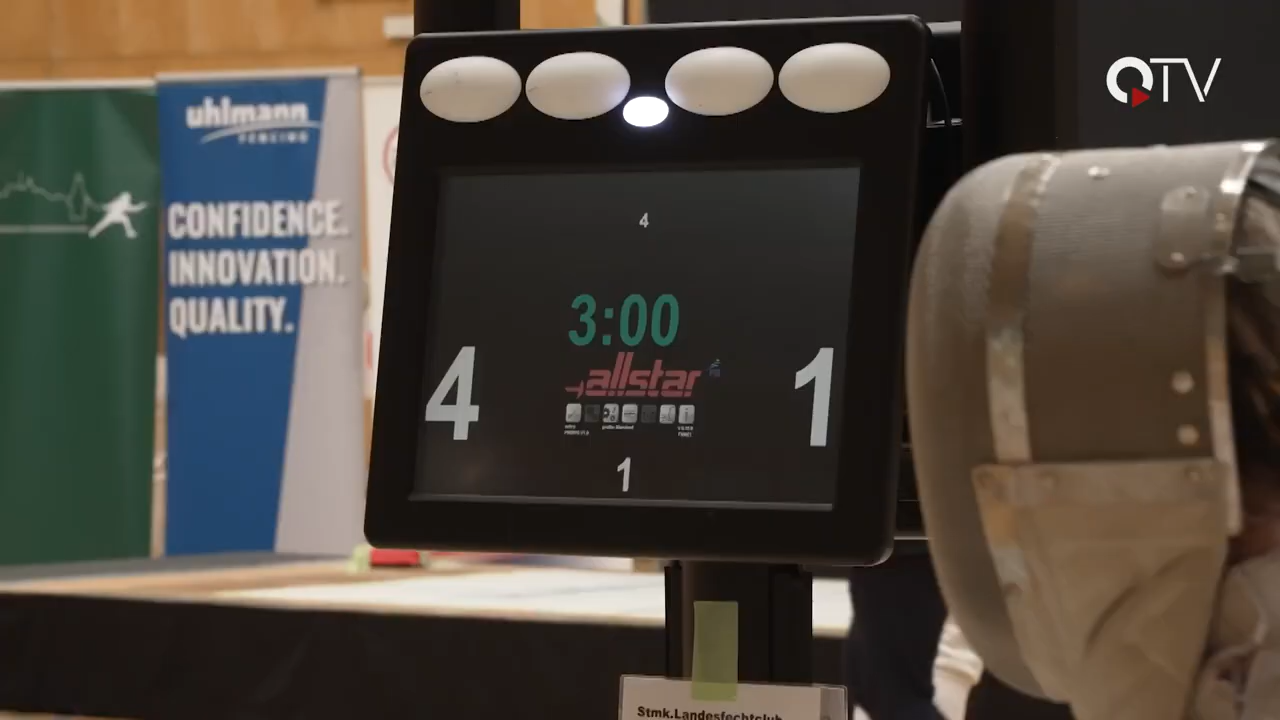 QTV
uhlmann
FENCING
CONFIDENCE.
INNOVATION.
QUALITY.
4
3:00
allstar
4
1
1
Stmk.Landesfechtclub